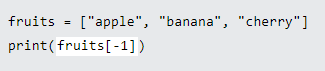 fruits = ["apple", "banana", "cherry"]
print(fruits[-1])